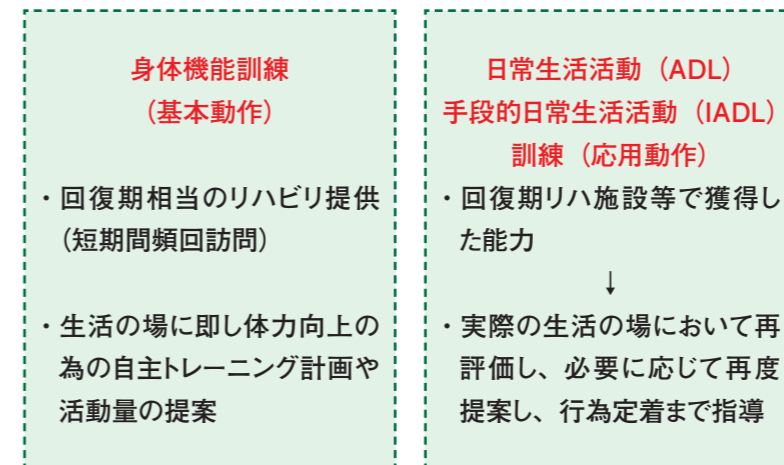 身体機能訓練
（基本動作）
・回復期相当のリハビリ提供
（短期間頻回訪問）
・生活の場に即し体力向上の
為の自主トレーニング計画や
活動量の提案
日常生活活動（ADL）
手段的日常生活活動（IADL）
訓練（応用動作）
・回復期リハ施設等で獲得し
た能力
↓
・実際の生活の場において再
評価し、必要に応じて再度
提案し、行為定着まで指導